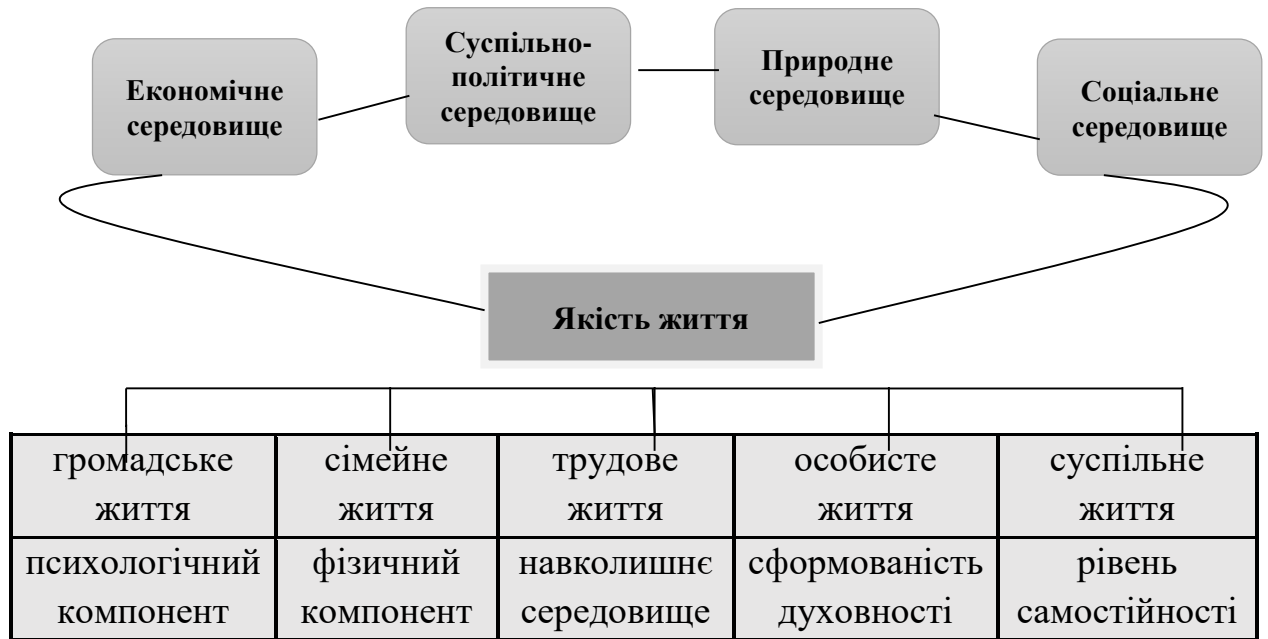 Економічне
середовище
Суспільно-
політичне
середовище
Природне
середовище
Соціальне
середовище
Якість життя
громадське
життя
сімейне
життя
трудове
життя
особисте
життя
суспільне
життя
психологічний
компонент
фізичний
компонент
навколишнє
середовище
сформованість
духовності
рівень
самостійності